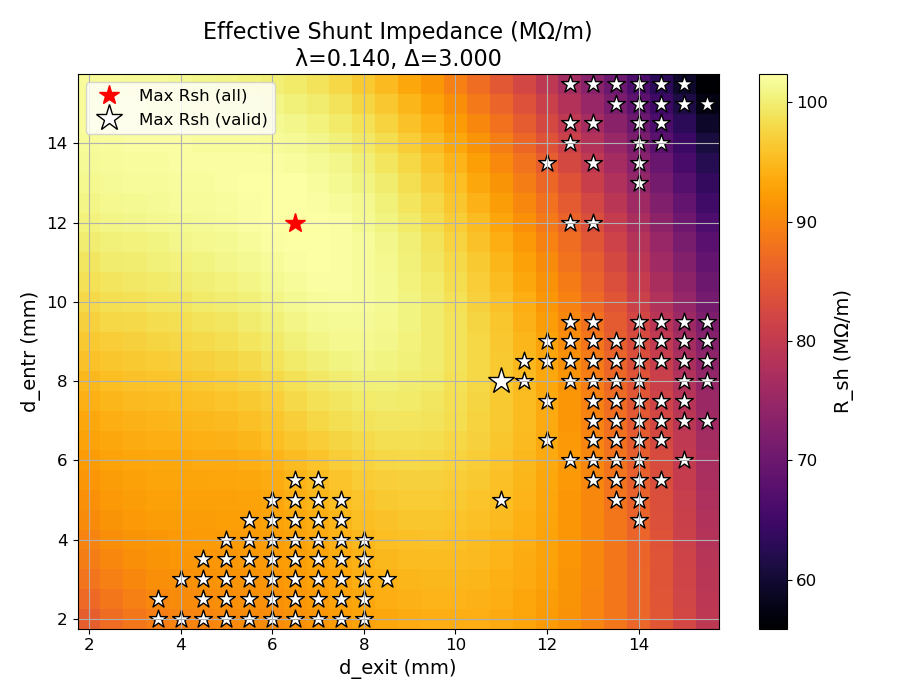 Effective Shunt Impedance (MΩ/m)
λ=0.140, Δ=3.000
Max Rsh (all)
Max Rsh (valid)
14
12
10
8
6
4
2
d_entr (mm)
2 4 6 8 10 12 14
d_exit (mm)
100
90
80
70
60
R_sh (MΩ/m)